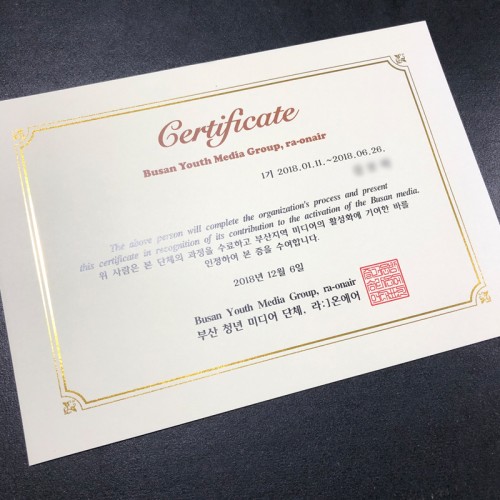 Certificate
Busan Youth Media Group, ra-onair
1기 2018.01.11.~2018.06.26.
The above person will complete the organization's process and present
this certificate in recognition of its contribution to the activation of the Busan media.
위 사람은 본 단체의 과정을 수료하고 부산지역 미디어의 활성화에 기여한 바를
인정하여 본 증을 수여합니다.
2018년 12월 6일
Busan Youth Media Group, ra-onair
부산 청년 미디어 단체, 라:]온에어